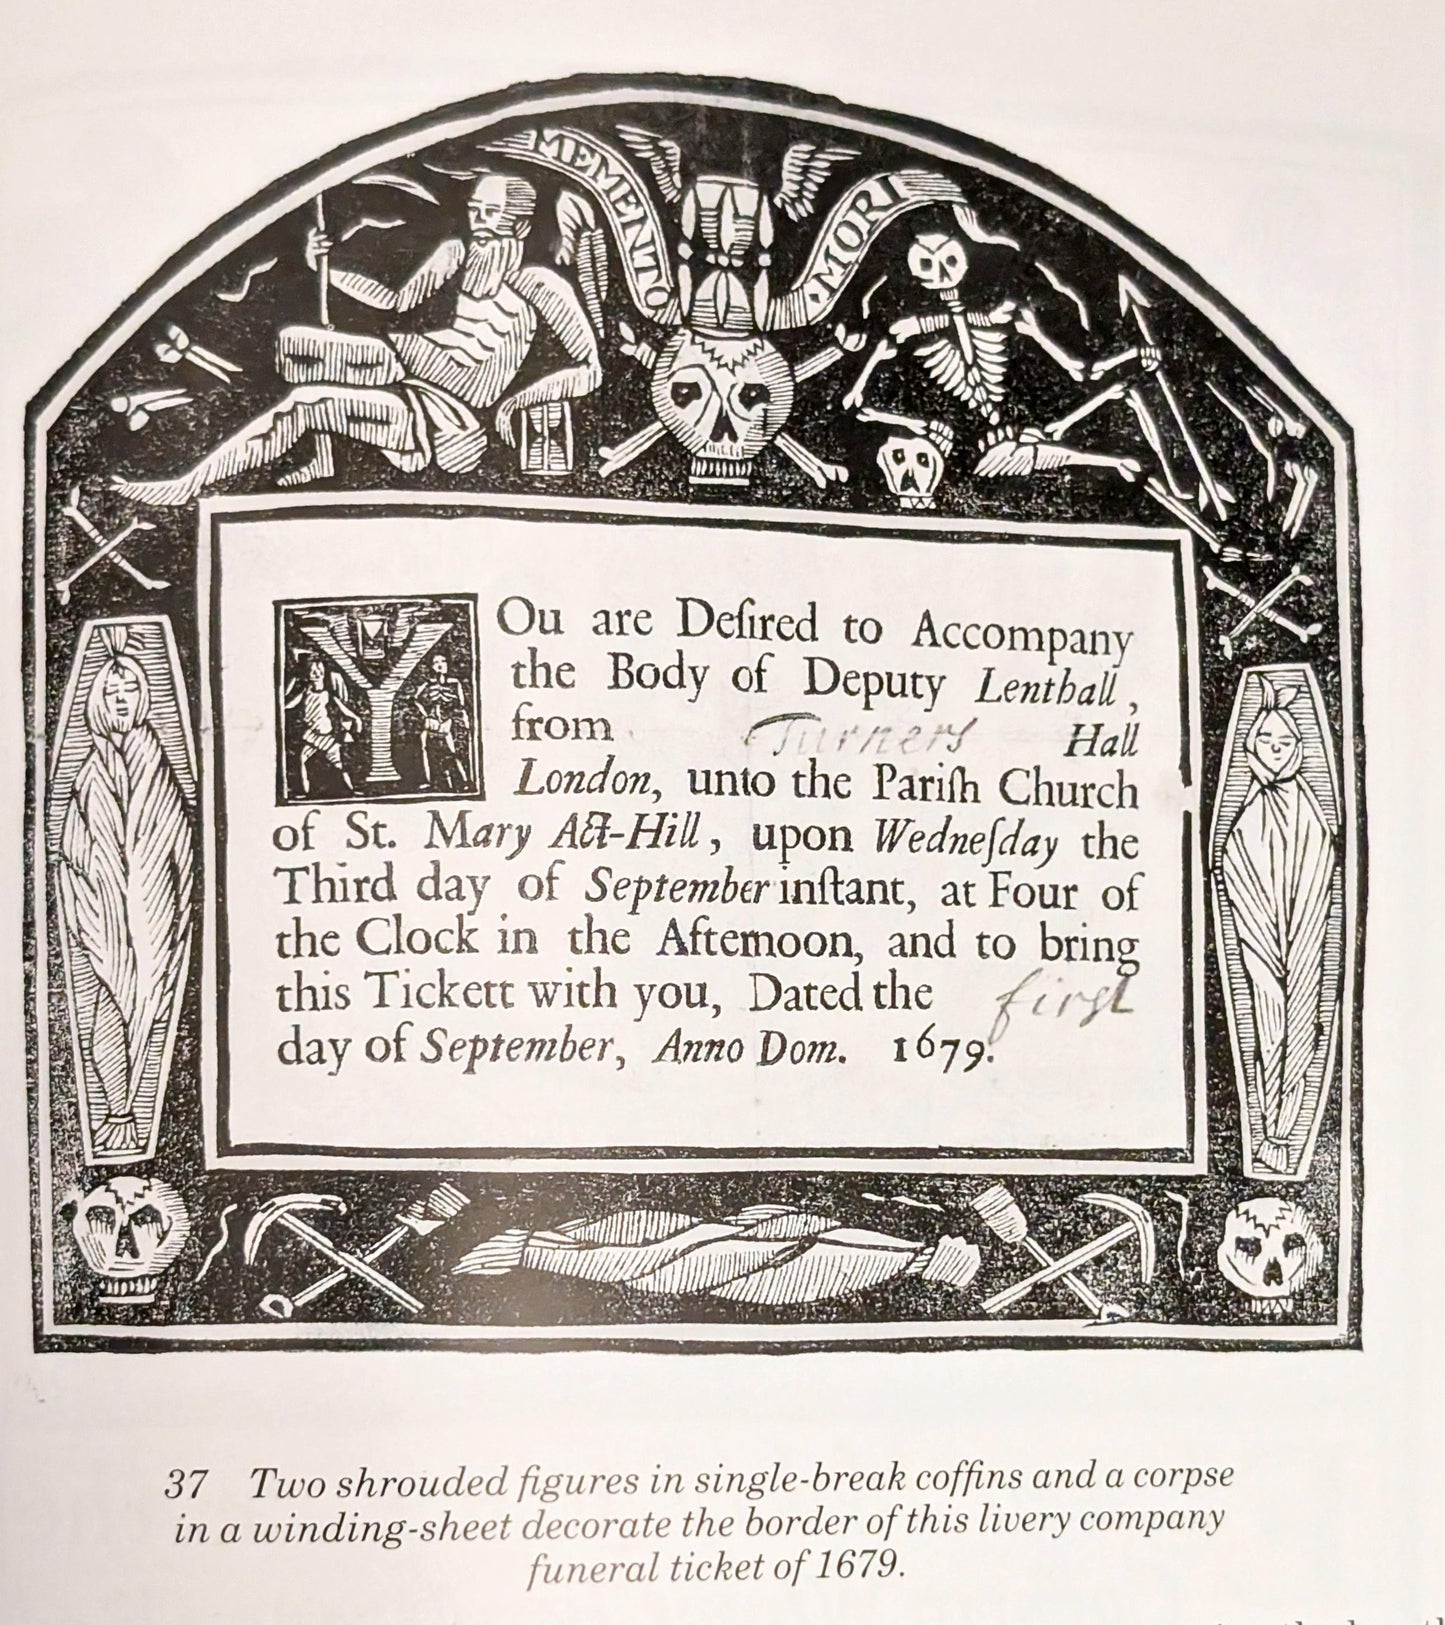 MEMENTO MORI
YOu are Deſired to Accompany
the Body of Deputy Lenthall,
from Turners Hall
London, unto the Pariſh Church
of St. Mary Act-Hill, upon Wedneſday the
Third day of September inſtant, at Four of
the Clock in the Afternoon, and to bring
this Tickett with you, Dated the first
day of September, Anno Dom. 1679.
37 Two shrouded figures in single-break coffins and a corpse
in a winding-sheet decorate the border of this livery company
funeral ticket of 1679.